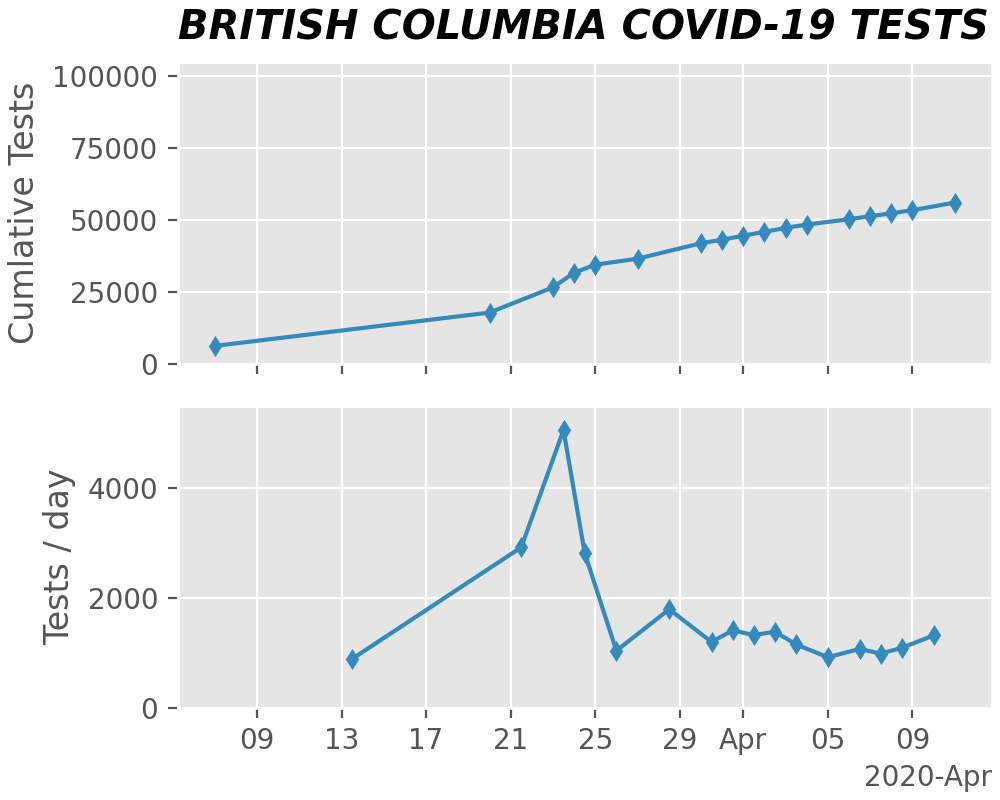 BRITISH COLUMBIA COVID-19 TESTS
100000
75000
50000
25000
0
Cumlative Tests
4000
2000
0
Tests / day
09 13 17 21 25 29 Apr 05 09
2020-Apr